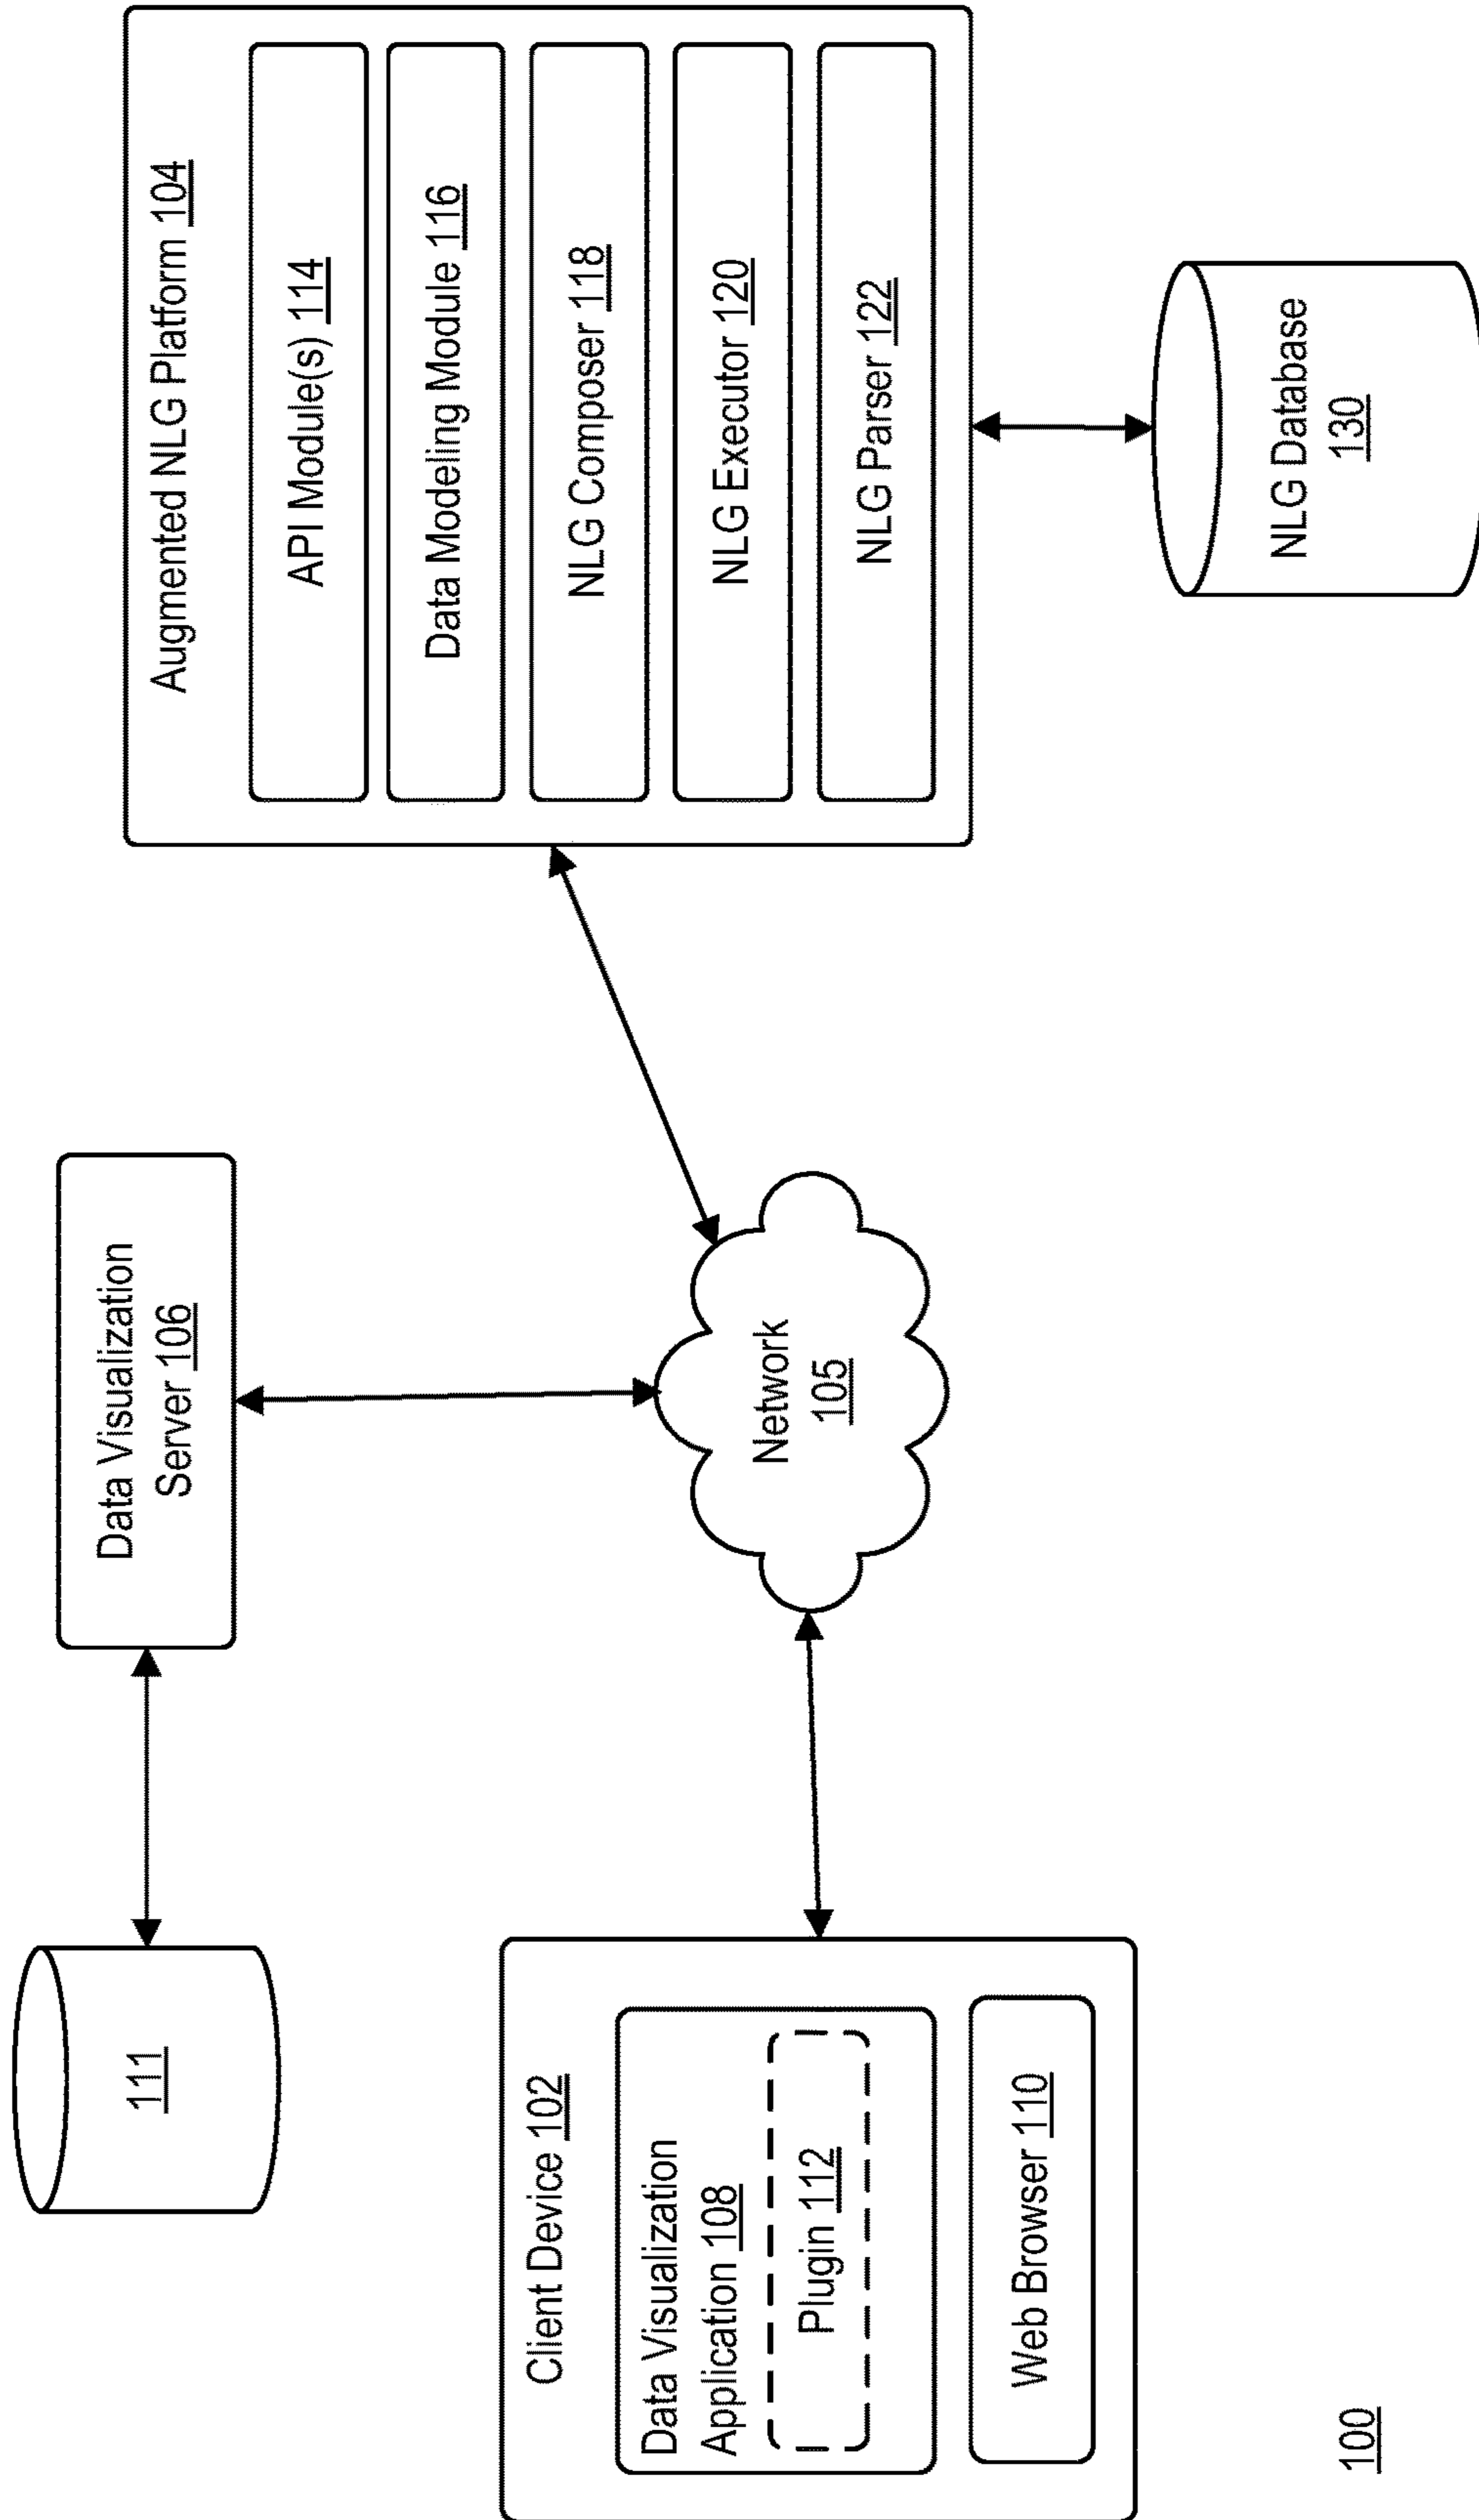 111
Data Visualization
Server 106
Augmented NLG Platform 104
API Module(s) 114
Data Modeling Module 116
NLG Composer 118
NLG Executor 120
NLG Parser 122
Client Device 102
Data Visualization
Application 108
Plugin 112
Web Browser 110
Network
105
NLG Database
130
100